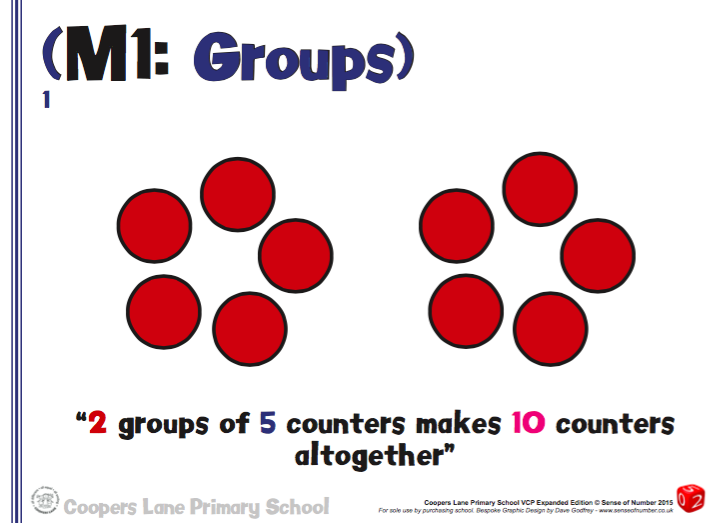 (M1: Groups)
1
“2 groups of 5 counters makes 10 counters
altogether”
Coopers Lane Primary School
Coopers Lane Primary School VCP Expanded Edition © Sense of Number 2015
For sole use by purchasing school. Bespoke Graphic Design by Dave Godfrey - www.senseofnumber.co.uk